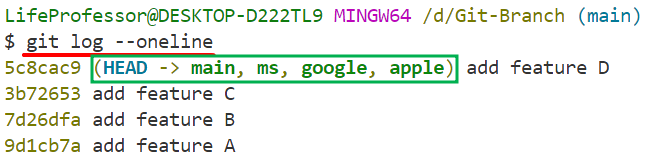 LifeProfessor@DESKTOP-D222TL9 MINGW64 /d/Git-Branch (main)
$ git log --oneline
5c8cac9 (HEAD -> main, ms, google, apple) add feature D
3b72653 add feature C
7d26dfa add feature B
9d1cb7a add feature A